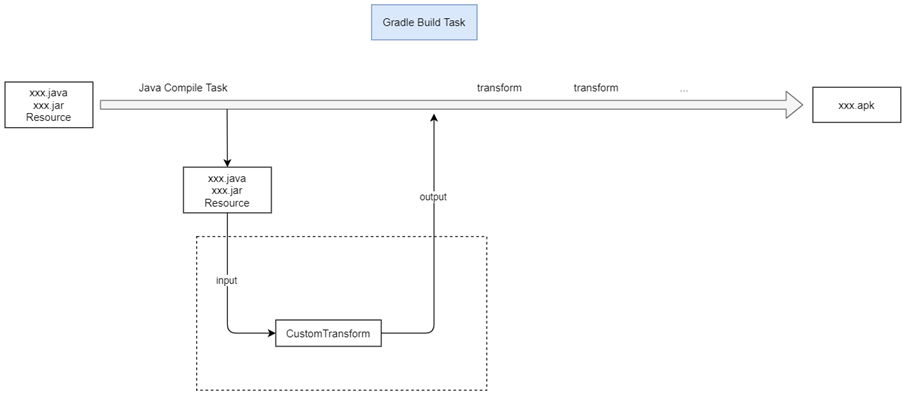 Gradle Build Task
Java Compile Task
transform
transform
...
xxx.java
xxx.jar
Resource
xxx.apk
xxx.java
xxx.jar
Resource
output
input
CustomTransform